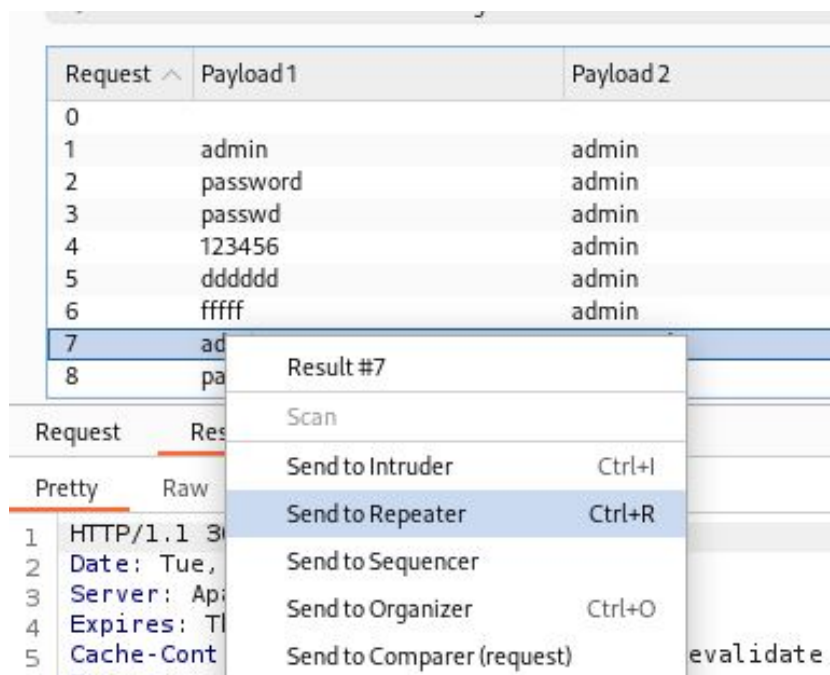 Request Payload 1 Payload 2
0
1 admin admin
2 password admin
3 passwd admin
4 123456 admin
5 dddddd admin
6 fffff admin
7 ad
8 pa
Result #7
Scan
Send to Intruder Ctrl+I
Send to Repeater Ctrl+R
Send to Sequencer
Send to Organizer Ctrl+O
Send to Comparer (request)
Request Res
Pretty Raw
1 HTTP/1.1 30
2 Date: Tue,
3 Server: Apa
4 Expires: Th
5 Cache-Cont evalidate